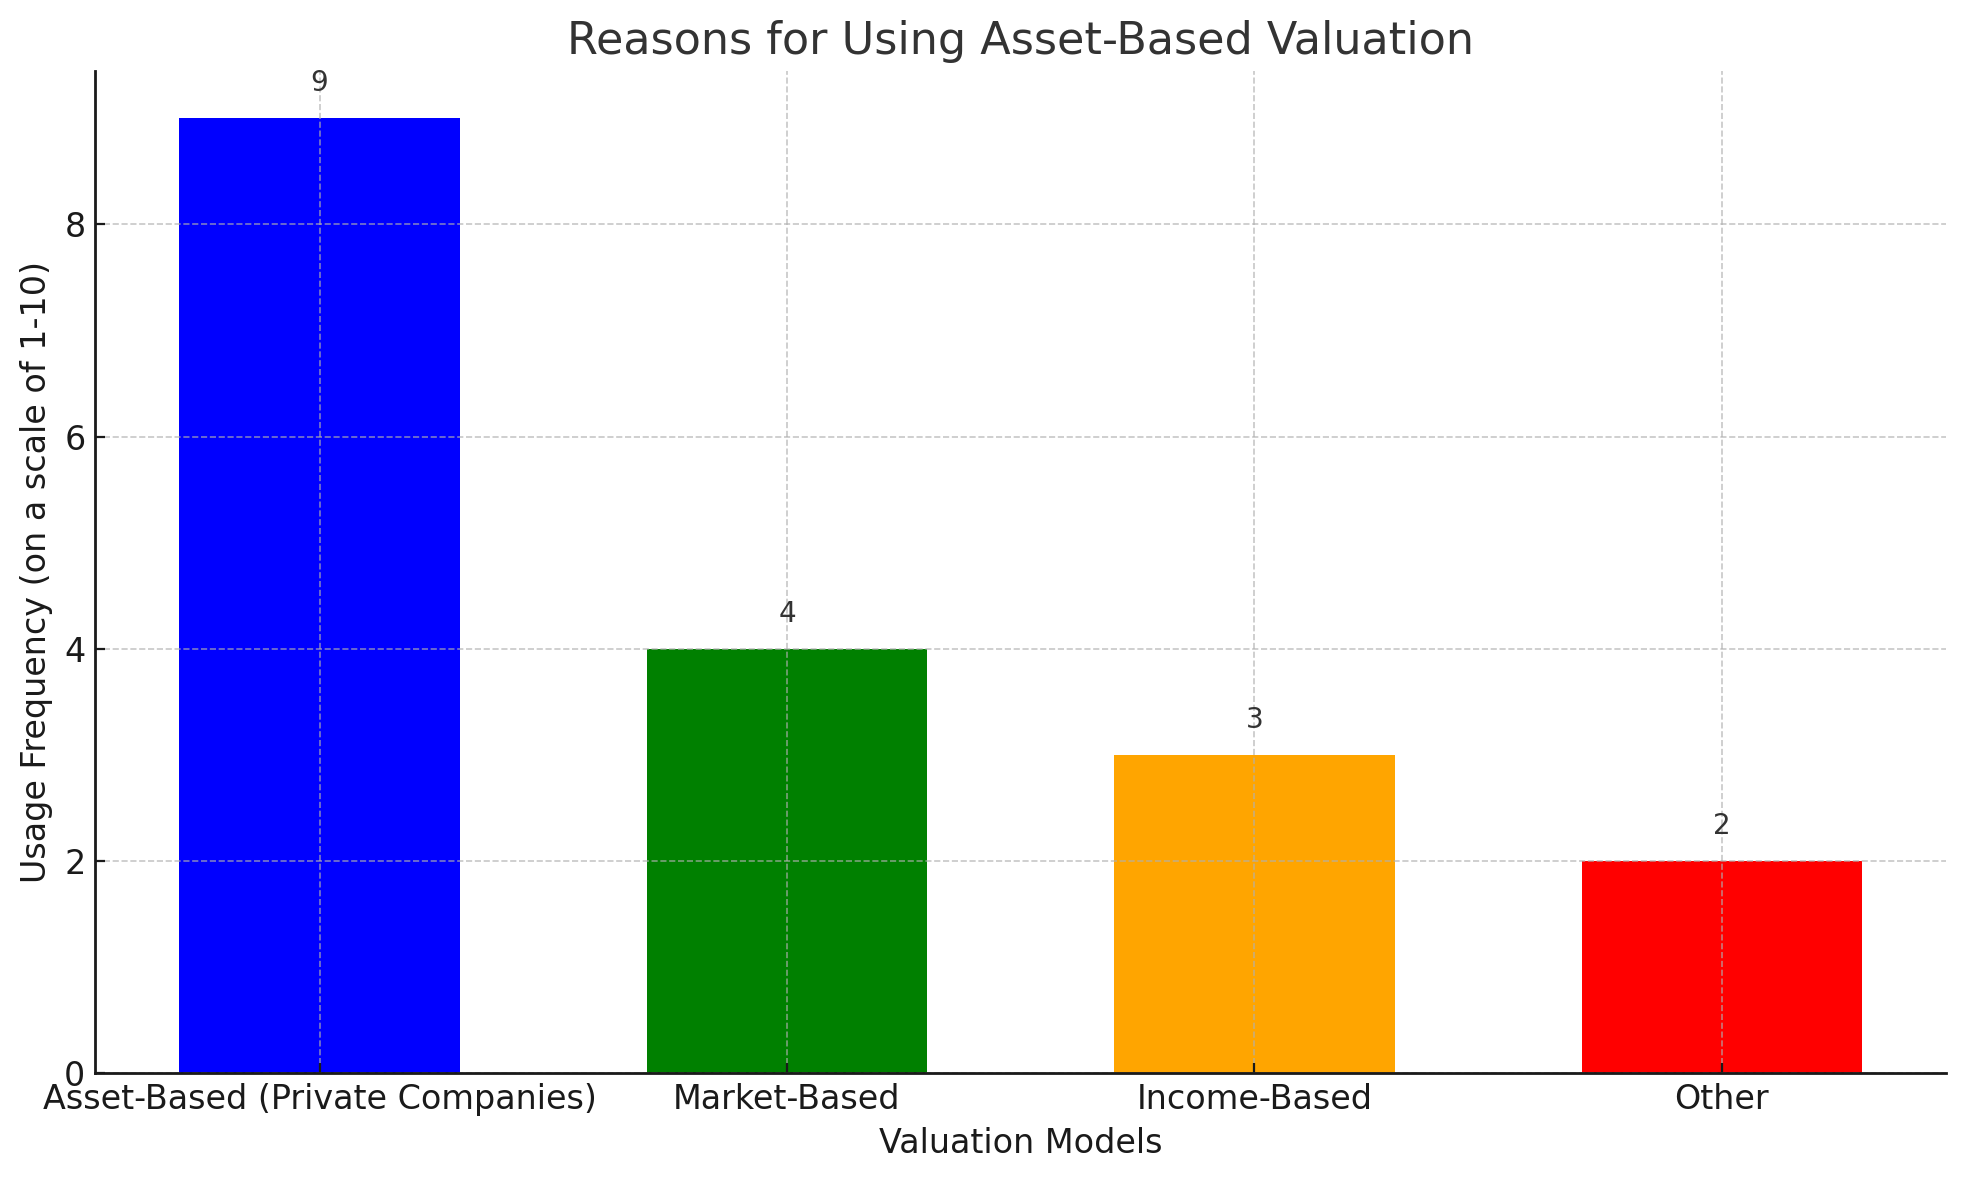 Reasons for Using Asset-Based Valuation
Usage Frequency (on a scale of 1-10)
8
6
4
2
0
9
4
3
2
Asset-Based (Private Companies)
Market-Based
Income-Based
Other
Valuation Models